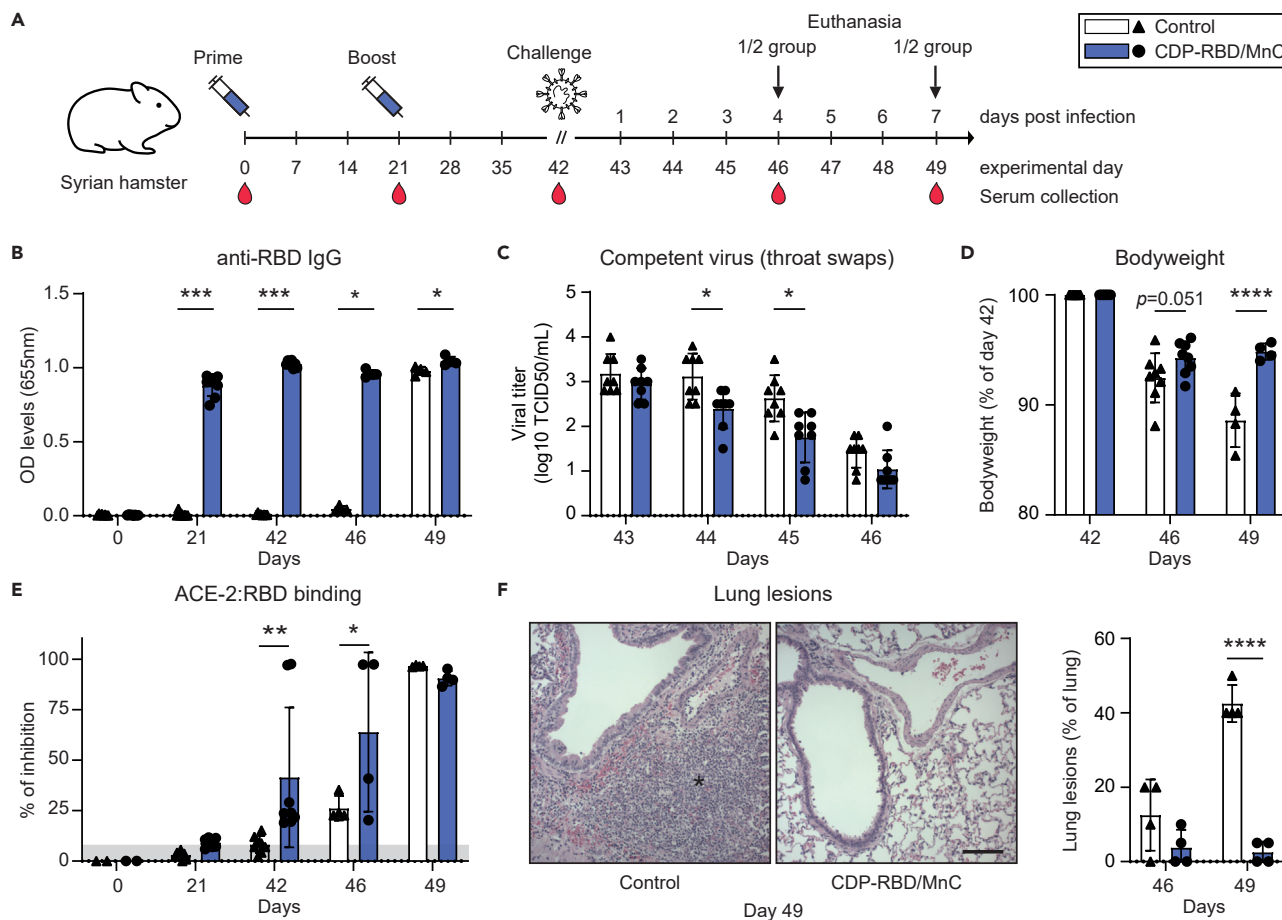 A
Euthanasia
Control
CDP-RBD/MnC
Prime
Boost
Challenge
1/2 group
1/2 group
1 2 3 4 5 6 7 days post infection
//
0 7 14 21 28 35 42 43 44 45 46 47 48 49 experimental day
Syrian hamster
Serum collection
B
anti-RBD IgG
*** *** * *
OD levels (655nm)
1.5
1.0
0.5
0.0
0 21 42 46 49
Days
C
Competent virus (throat swaps)
* *
Viral titer
(log10 TCID50/mL)
5
4
3
2
1
0
43 44 45 46
Days
D
Bodyweight
p=0.051
****
Bodyweight (% of day 42)
100
90
80
42 46 49
Days
E
ACE-2:RBD binding
** *
% of inhibition
100
75
50
25
0
0 21 42 46 49
Days
F
Lung lesions
*
Control
CDP-RBD/MnC
Day 49
****
Lung lesions (% of lung)
60
40
20
0
46 49
Days